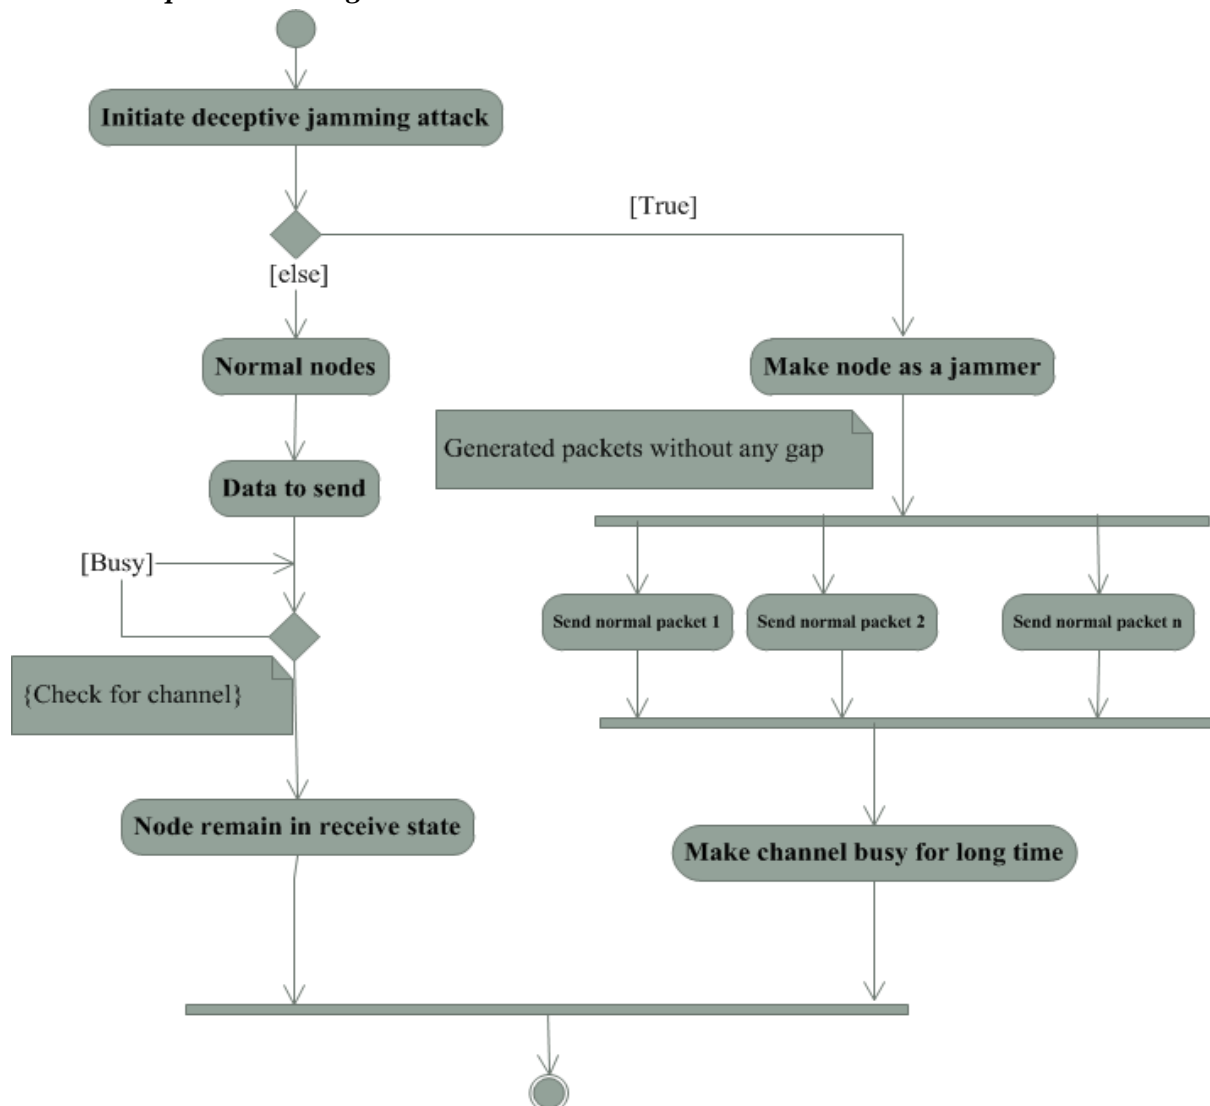 Initiate deceptive jamming attack
[True]
[else]
Normal nodes
Make node as a jammer
Generated packets without any gap
Data to send
[Busy]
Send normal packet 1
Send normal packet 2
Send normal packet n
{Check for channel}
Node remain in receive state
Make channel busy for long time